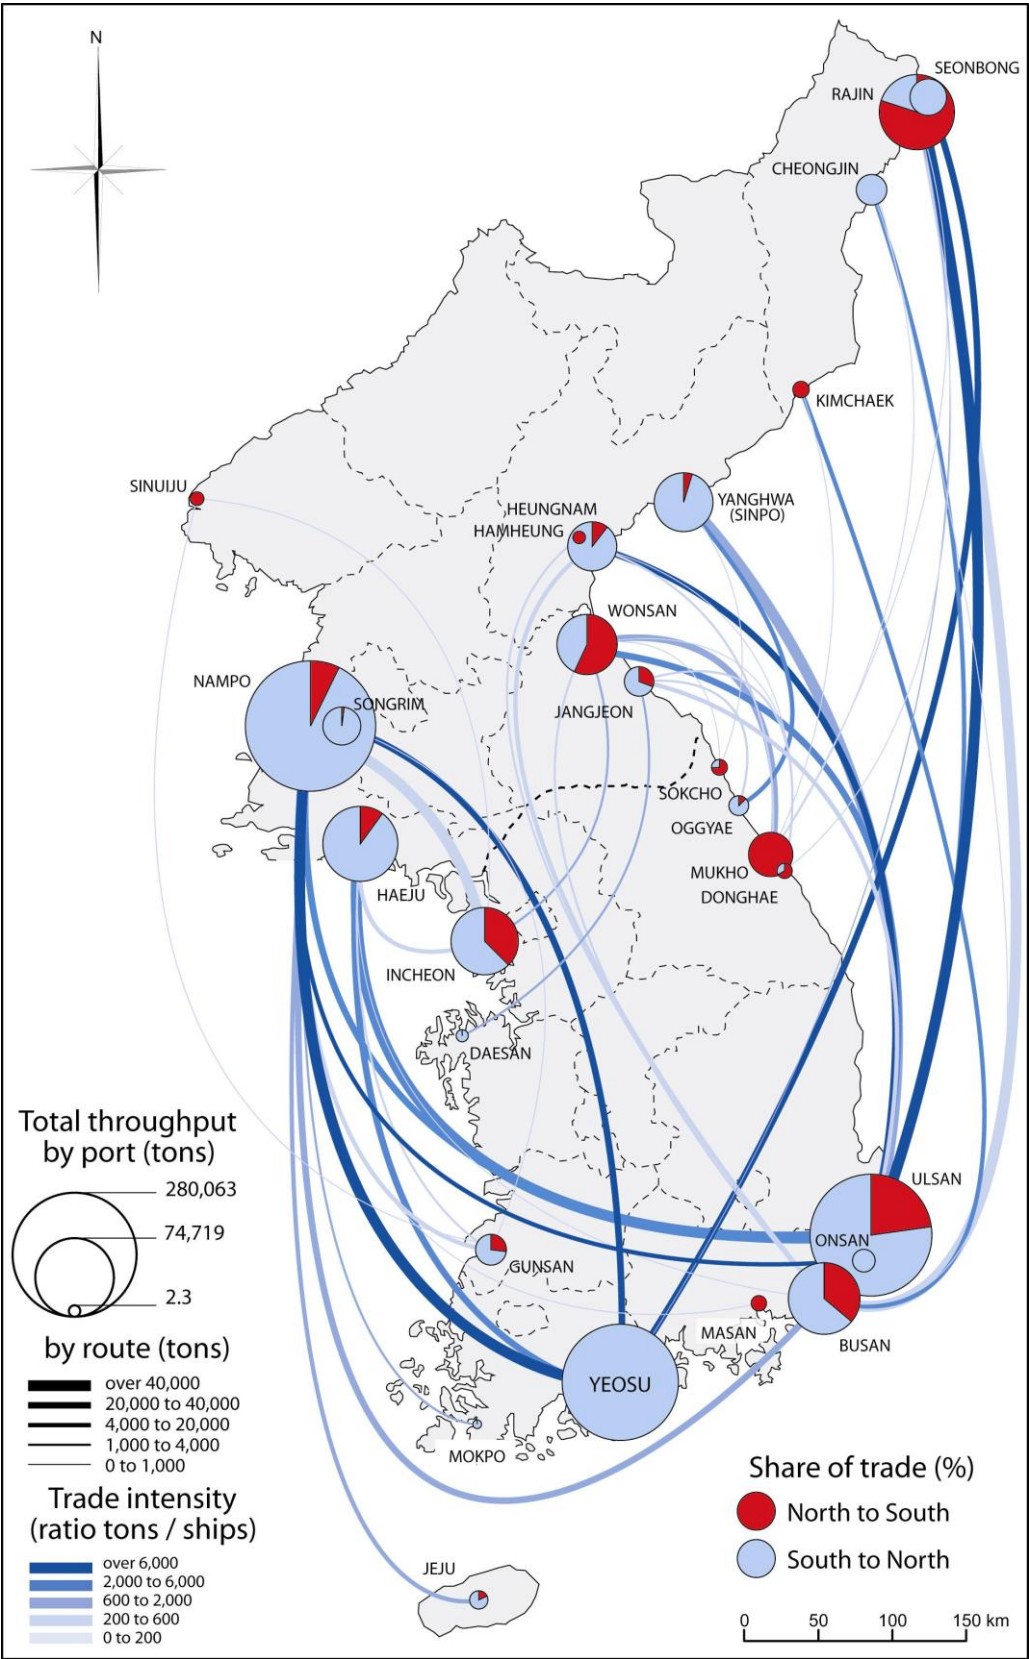 N
SEONBONG
RAJIN
CHEONGJIN
KIMCHAEK
SINUIJU
YANGHWA
(SINPO)
HEUNGNAM
HAMHEUNG
WONSAN
NAMPO
SONGRIM
JANGJEON
SOKCHO
OGGYAE
MUKHO
DONGHAE
HAEJU
INCHEON
DAESAN
Total throughput
by port (tons)
280,063
74,719
2.3
by route (tons)
over 40,000
20,000 to 40,000
4,000 to 20,000
1,000 to 4,000
0 to 1,000
Trade intensity
(ratio tons / ships)
over 6,000
2,000 to 6,000
600 to 2,000
200 to 600
0 to 200
ULSAN
ONSAN
GUNSAN
MASAN
BUSAN
YEOSU
MOKPO
JEJU
Share of trade (%)
North to South
South to North
0 50 100 150 km